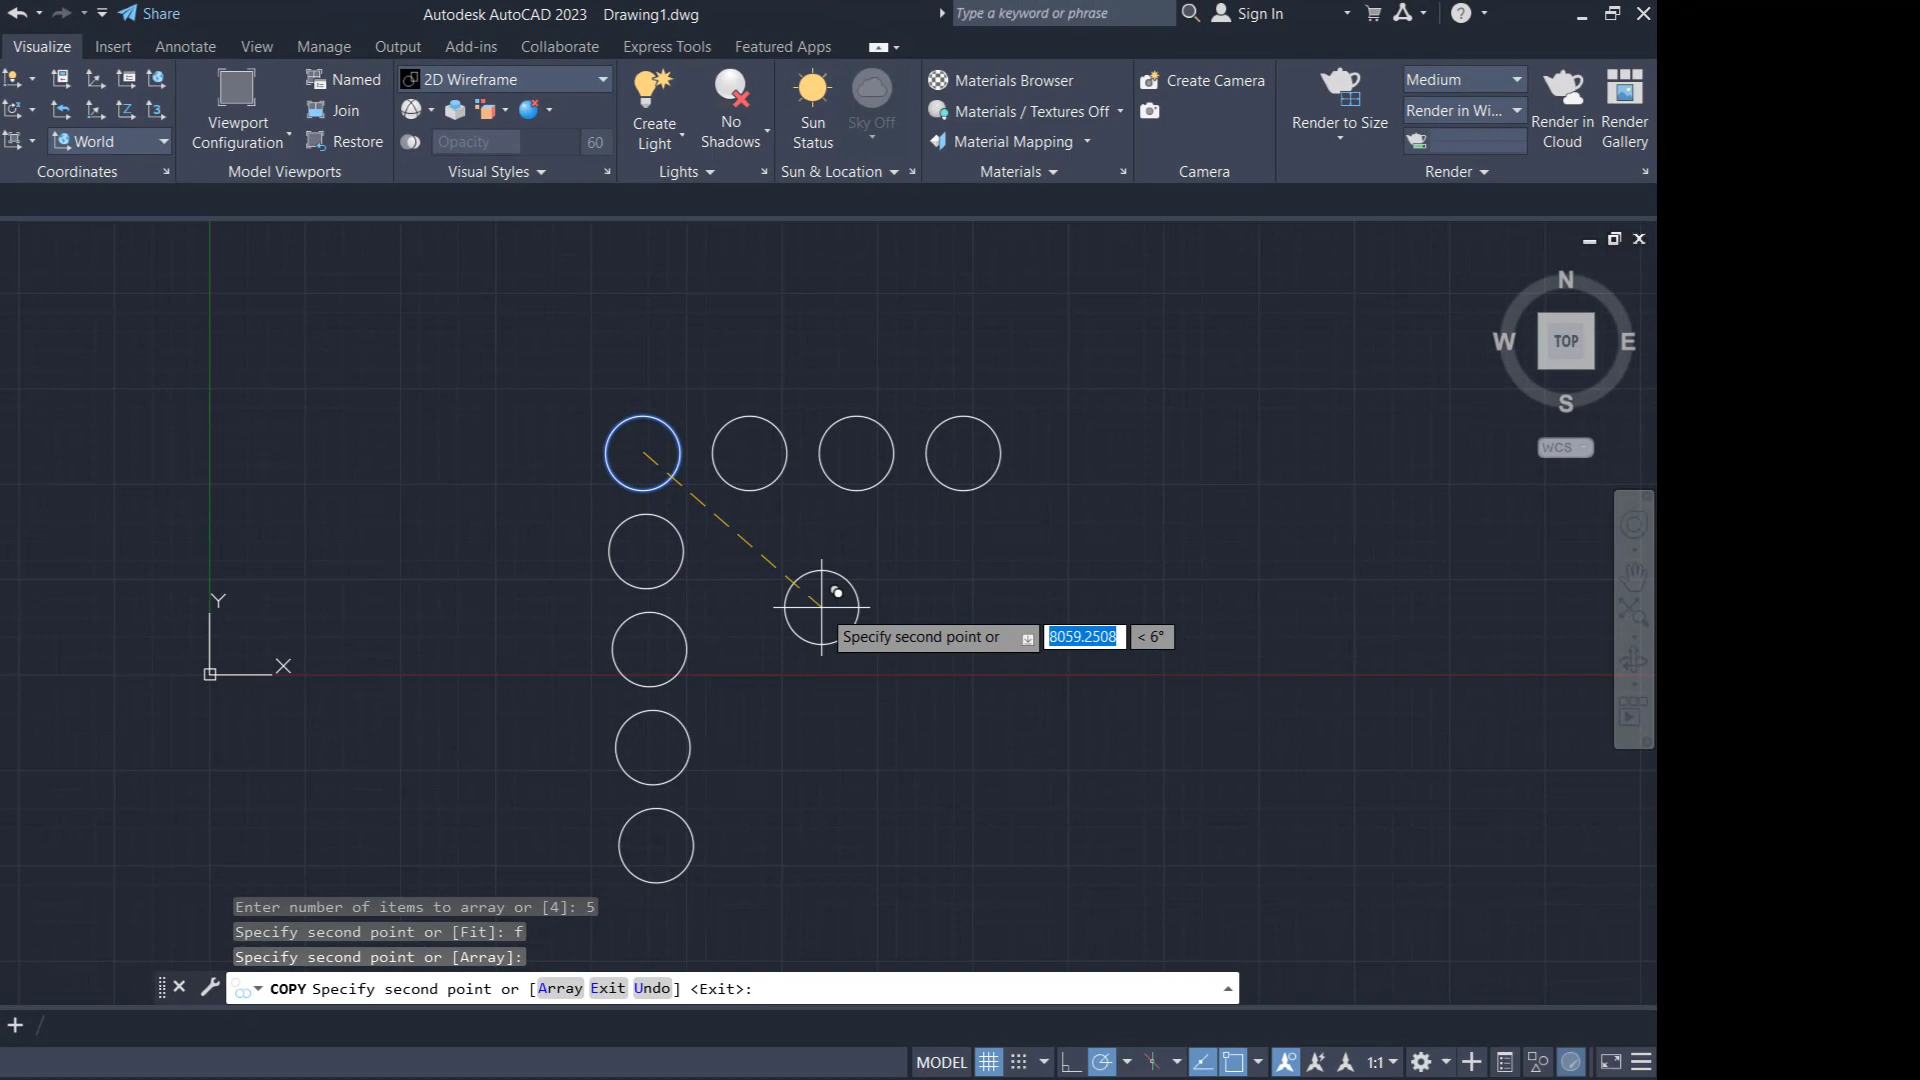 Share
Autodesk AutoCAD 2023 Drawing1.dwg
Type a keyword or phrase
Sign In
Visualize Insert Annotate View Manage Output Add-ins Collaborate Express Tools Featured Apps
World
Coordinates
Viewport
Configuration
Named
Join
Restore
Model Viewports
2D Wireframe
Opacity 60
Visual Styles
Create
Light
No
Shadows
Lights
Sun
Status
Sky Off
Sun & Location
Materials Browser
Materials / Textures Off
Material Mapping
Materials
Create Camera
Camera
Render to Size
Medium
Render in Wi...
Render in
Cloud
Render
Gallery
Render
N
W TOP E
S
WCS
Y
X
Specify second point or 8059.2508 < 6°
Enter number of items to array or [4]: 5
Specify second point or [Fit]: f
Specify second point or [Array]:
COPY Specify second point or [Array Exit Undo] <Exit>:
MODEL 1:1